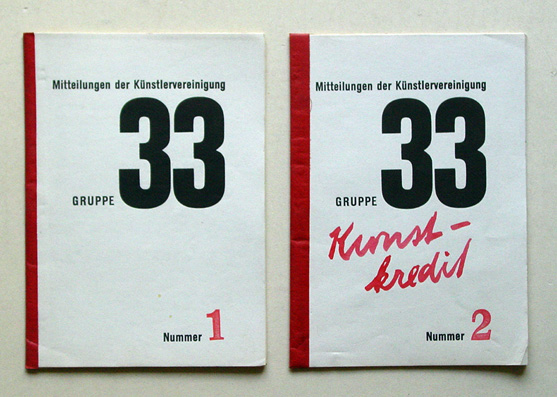 Mitteilungen der Künstlervereinigung
GRUPPE 33
Nummer 1
Mitteilungen der Künstlervereinigung
GRUPPE 33
Kunst-
kredit
Nummer 2